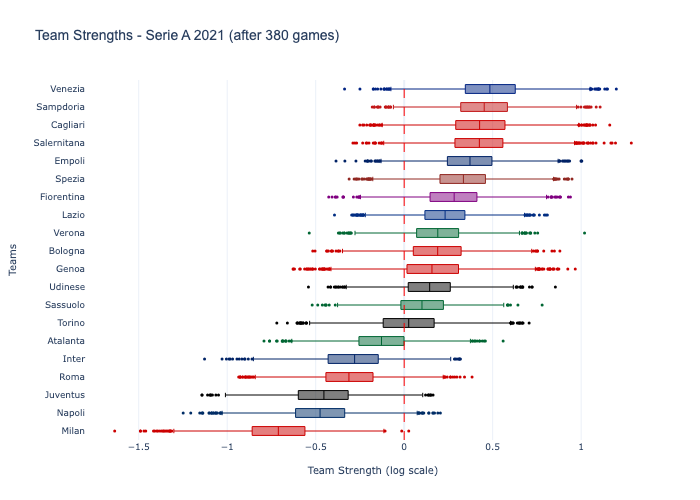 Team Strengths - Serie A 2021 (after 380 games)
Venezia
Sampdoria
Cagliari
Salernitana
Empoli
Spezia
Fiorentina
Lazio
Verona
Bologna
Genoa
Udinese
Sassuolo
Torino
Atalanta
Inter
Roma
Juventus
Napoli
Milan
Teams
−1.5 −1 −0.5 0 0.5 1
Team Strength (log scale)